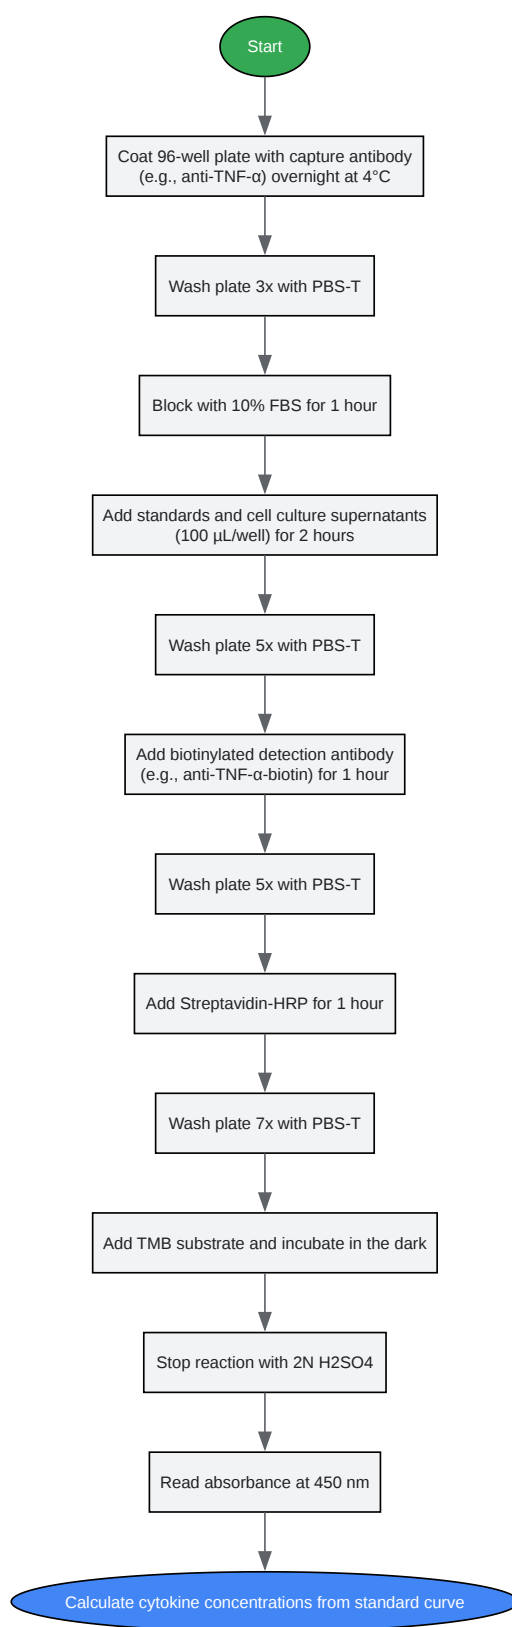 Start
Coat 96-well plate with capture antibody
(e.g., anti-TNF-α) overnight at 4°C
Wash plate 3x with PBS-T
Block with 10% FBS for 1 hour
Add standards and cell culture supernatants
(100 µL/well) for 2 hours
Wash plate 5x with PBS-T
Add biotinylated detection antibody
(e.g., anti-TNF-α-biotin) for 1 hour
Wash plate 5x with PBS-T
Add Streptavidin-HRP for 1 hour
Wash plate 7x with PBS-T
Add TMB substrate and incubate in the dark
Stop reaction with 2N H2SO4
Read absorbance at 450 nm
Calculate cytokine concentrations from standard curve